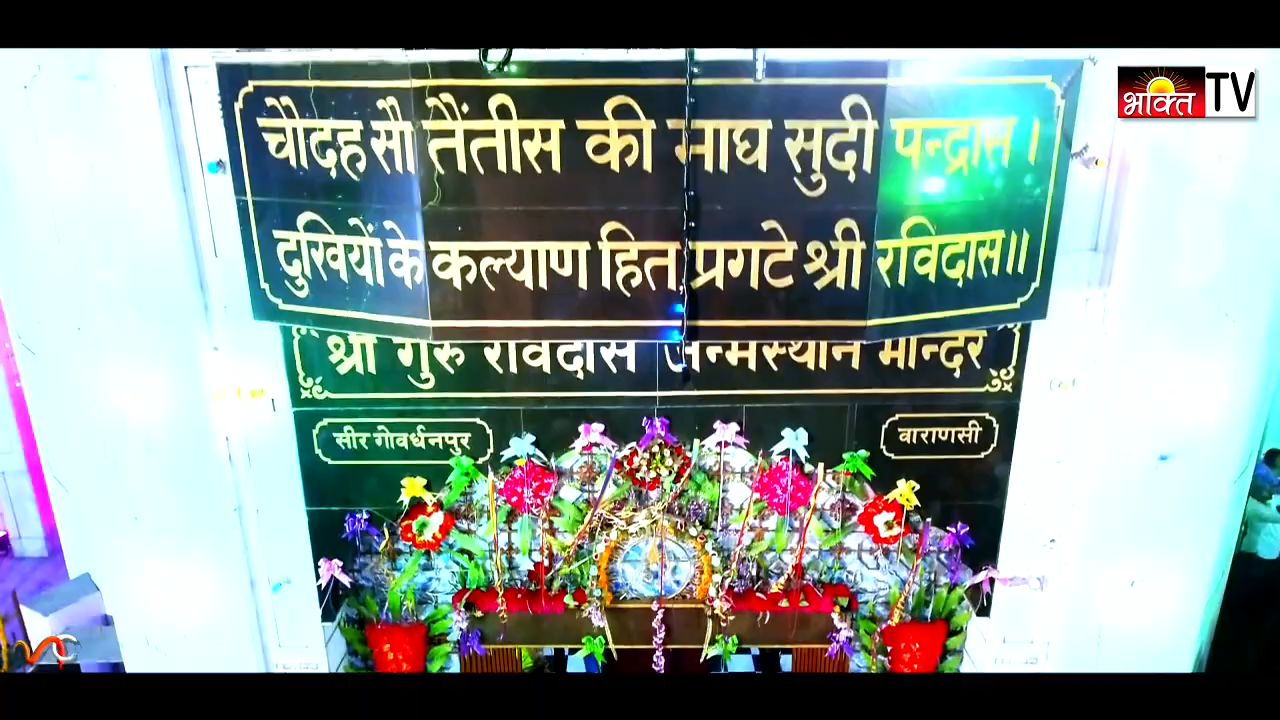 भक्ति TV
चौदह सौ तैंतीस की माघ सुदी पन्द्रास ।
दुखियों के कल्याण हित प्रगटे श्री रविदास॥
श्री गुरु रविदास जन्मस्थान मन्दिर
सीर गोवर्धनपुर
वाराणसी